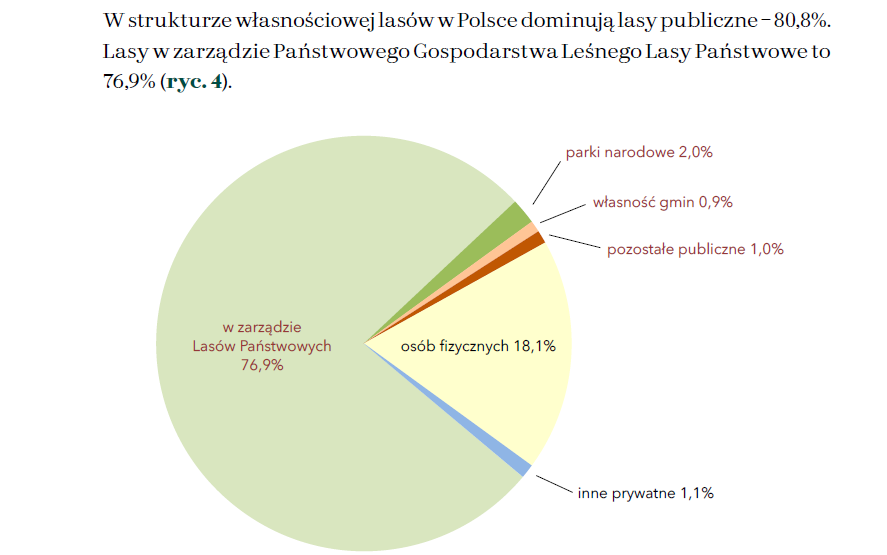 W strukturze własnościowej lasów w Polsce dominują lasy publiczne – 80,8%.
Lasy w zarządzie Państwowego Gospodarstwa Leśnego Lasy Państwowe to
76,9% (ryc. 4).
parki narodowe 2,0%
własność gmin 0,9%
pozostałe publiczne 1,0%
w zarządzie
Lasów Państwowych
76,9%
osób fizycznych 18,1%
inne prywatne 1,1%